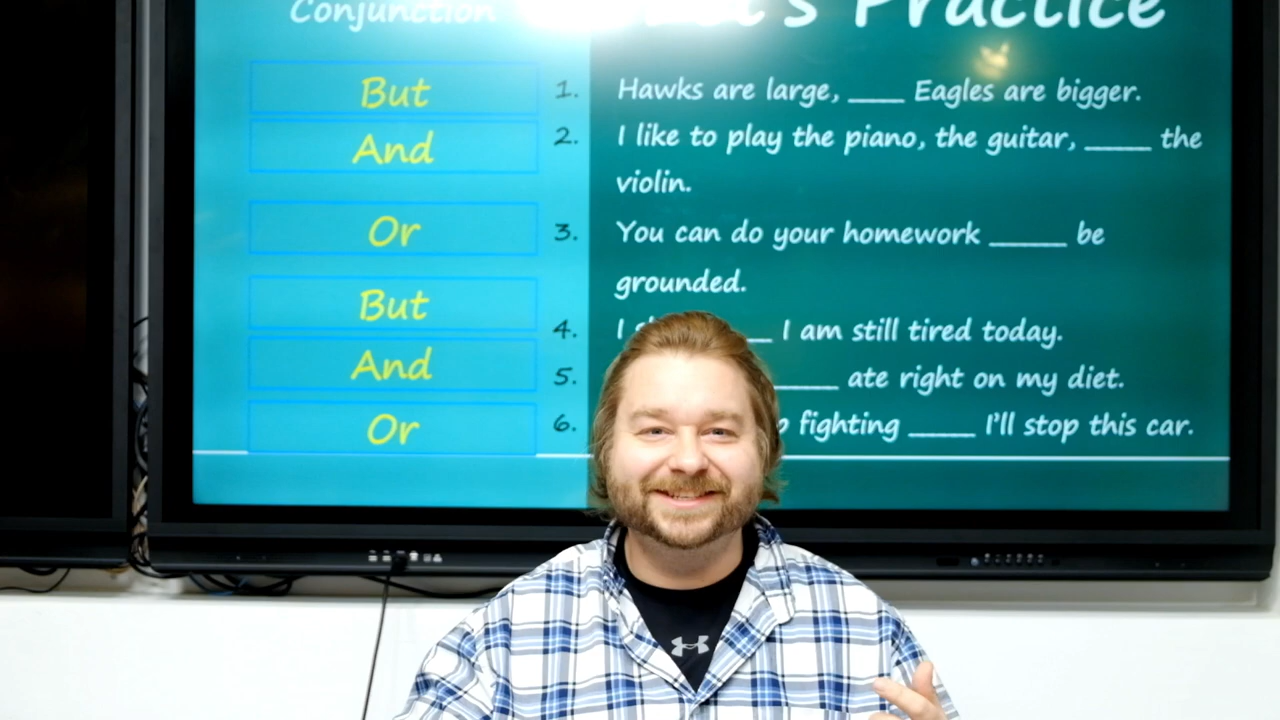 Conjunction
Let's Practice
But
And
Or
But
And
Or
1. Hawks are large, ____ Eagles are bigger.
2. I like to play the piano, the guitar, _____ the
violin.
3. You can do your homework ______ be
grounded.
4. I I am still tired today.
5. _____ ate right on my diet.
6. fighting _____ I'll stop this car.